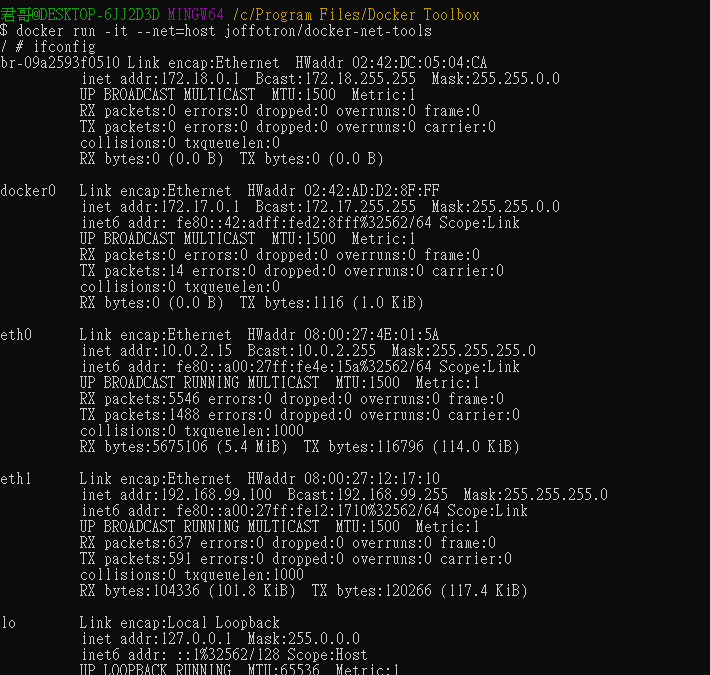 君哥@DESKTOP-6JJ2D3D MINGW64 /c/Program Files/Docker Toolbox
$ docker run -it --net=host joffotron/docker-net-tools
/ # ifconfig
br-09a2593f0510 Link encap:Ethernet  HWaddr 02:42:DC:05:04:CA
inet addr:172.18.0.1  Bcast:172.18.255.255  Mask:255.255.0.0
UP BROADCAST MULTICAST  MTU:1500  Metric:1
RX packets:0 errors:0 dropped:0 overruns:0 frame:0
TX packets:0 errors:0 dropped:0 overruns:0 carrier:0
collisions:0 txqueuelen:0
RX bytes:0 (0.0 B)  TX bytes:0 (0.0 B)
docker0   Link encap:Ethernet  HWaddr 02:42:AD:D2:8F:FF
inet addr:172.17.0.1  Bcast:172.17.255.255  Mask:255.255.0.0
inet6 addr: fe80::42:adff:fed2:8fff%32562/64 Scope:Link
UP BROADCAST MULTICAST  MTU:1500  Metric:1
RX packets:0 errors:0 dropped:0 overruns:0 frame:0
TX packets:14 errors:0 dropped:0 overruns:0 carrier:0
collisions:0 txqueuelen:0
RX bytes:0 (0.0 B)  TX bytes:1116 (1.0 KiB)
eth0      Link encap:Ethernet  HWaddr 08:00:27:4E:01:5A
inet addr:10.0.2.15  Bcast:10.0.2.255  Mask:255.255.255.0
inet6 addr: fe80::a00:27ff:fe4e:15a%32562/64 Scope:Link
UP BROADCAST RUNNING MULTICAST  MTU:1500  Metric:1
RX packets:5546 errors:0 dropped:0 overruns:0 frame:0
TX packets:1488 errors:0 dropped:0 overruns:0 carrier:0
collisions:0 txqueuelen:1000
RX bytes:5675106 (5.4 MiB)  TX bytes:116796 (114.0 KiB)
eth1      Link encap:Ethernet  HWaddr 08:00:27:12:17:10
inet addr:192.168.99.100  Bcast:192.168.99.255  Mask:255.255.255.0
inet6 addr: fe80::a00:27ff:fe12:1710%32562/64 Scope:Link
UP BROADCAST RUNNING MULTICAST  MTU:1500  Metric:1
RX packets:637 errors:0 dropped:0 overruns:0 frame:0
TX packets:591 errors:0 dropped:0 overruns:0 carrier:0
collisions:0 txqueuelen:1000
RX bytes:104336 (101.8 KiB)  TX bytes:120266 (117.4 KiB)
lo        Link encap:Local Loopback
inet addr:127.0.0.1  Mask:255.0.0.0
inet6 addr: ::1%32562/128 Scope:Host
UP LOOPBACK RUNNING  MTU:65536  Metric:1